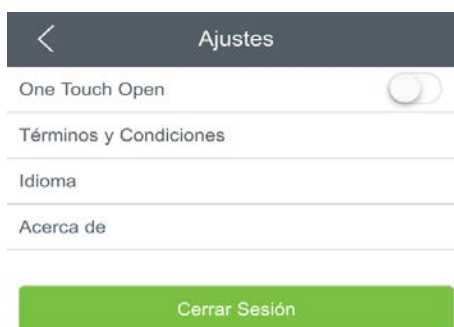 Ajustes
One Touch Open
Términos y Condiciones
Idioma
Acerca de
Cerrar Sesión